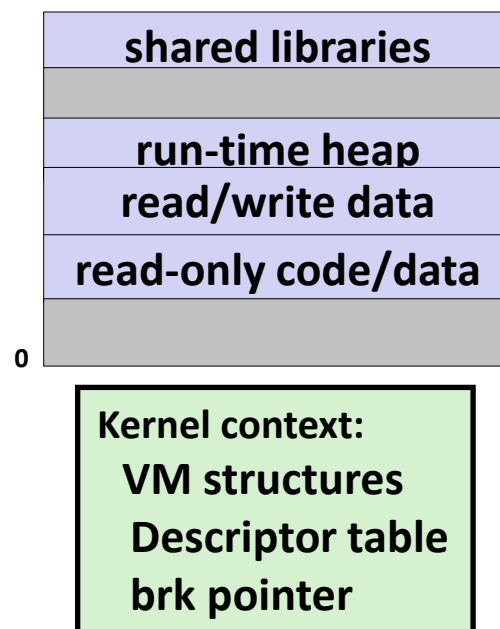 shared libraries
run-time heap
read/write data
read-only code/data
0
Kernel context:
VM structures
Descriptor table
brk pointer